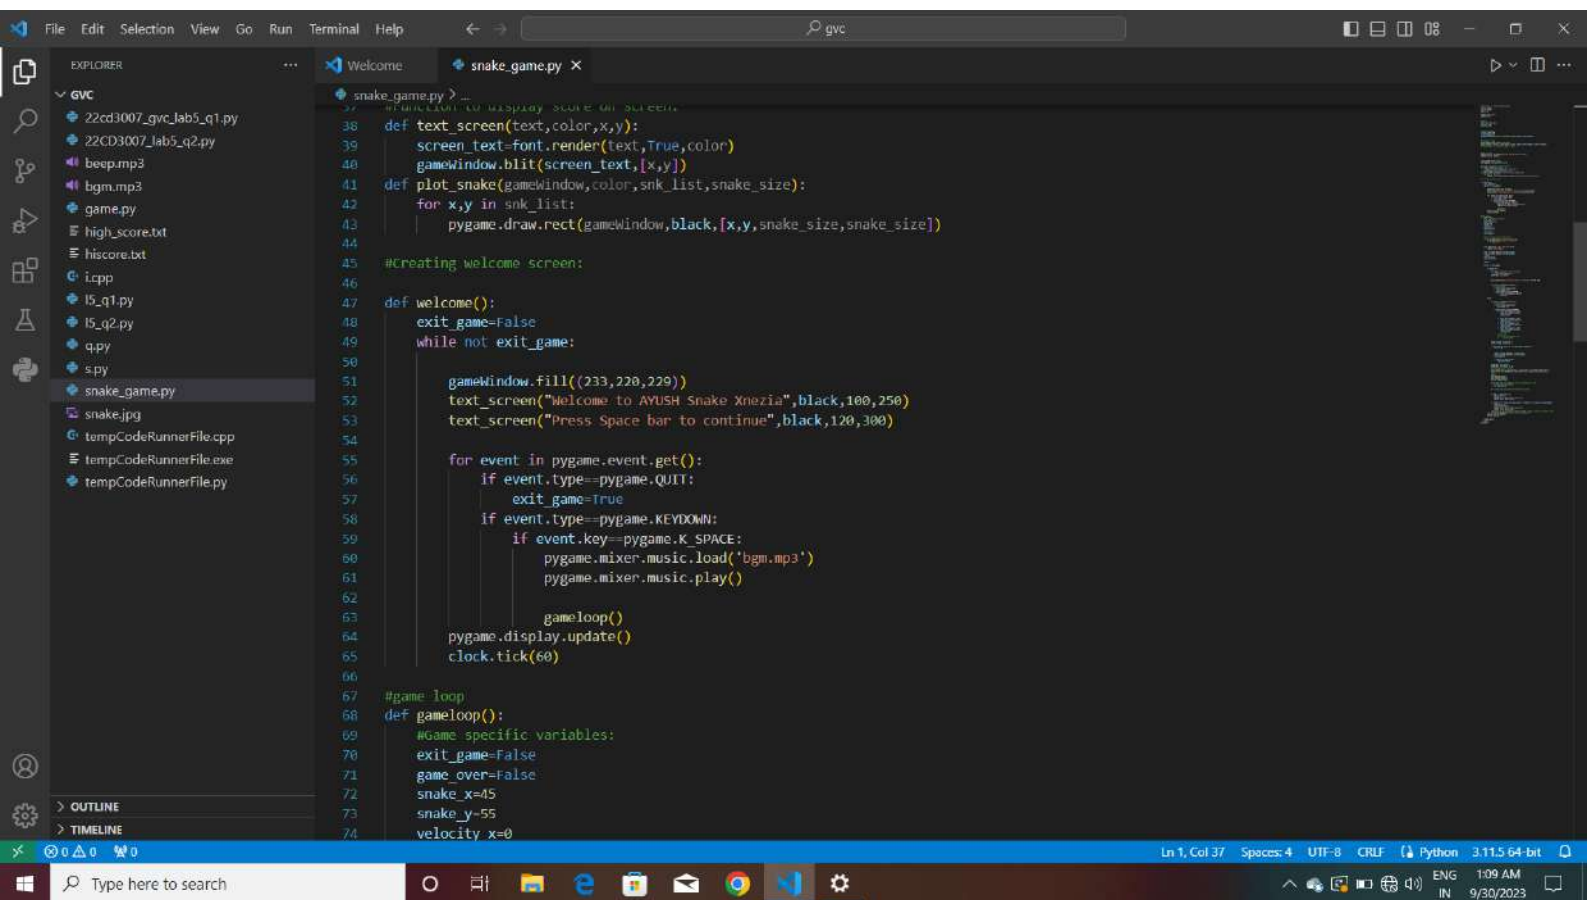 File Edit Selection View Go Run Terminal Help
gvc
EXPLORER
Welcome
snake_game.py
GVC
22cd3007_gvc_lab5_q1.py
22CD3007_lab5_q2.py
beep.mp3
bgm.mp3
game.py
high_score.txt
hiscore.txt
i.cpp
l5_q1.py
l5_q2.py
q.py
s.py
snake_game.py
snake.jpg
tempCodeRunnerFile.cpp
tempCodeRunnerFile.exe
tempCodeRunnerFile.py
OUTLINE
TIMELINE
snake_game.py > ...
37 #Function to display score on screen:
38 def text_screen(text,color,x,y):
39 screen_text=font.render(text,True,color)
40 gameWindow.blit(screen_text,[x,y])
41 def plot_snake(gameWindow,color,snk_list,snake_size):
42 for x,y in snk_list:
43 pygame.draw.rect(gameWindow,black,[x,y,snake_size,snake_size])
44
45 #Creating welcome screen:
46
47 def welcome():
48 exit_game=False
49 while not exit_game:
50
51 gameWindow.fill((233,220,229))
52 text_screen("Welcome to AYUSH Snake Xnezia",black,100,250)
53 text_screen("Press Space bar to continue",black,120,300)
54
55 for event in pygame.event.get():
56 if event.type==pygame.QUIT:
57 exit_game=True
58 if event.type==pygame.KEYDOWN:
59 if event.key==pygame.K_SPACE:
60 pygame.mixer.music.load('bgm.mp3')
61 pygame.mixer.music.play()
62
63 gameloop()
64 pygame.display.update()
65 clock.tick(60)
66
67 #game loop
68 def gameloop():
69 #Game specific variables:
70 exit_game=False
71 game_over=False
72 snake_x=45
73 snake_y=55
74 velocity_x=0
0 0 0
Ln 1, Col 37 Spaces: 4 UTF-8 CRLF Python 3.11.5 64-bit
Type here to search
ENG
IN
1:09 AM
9/30/2023